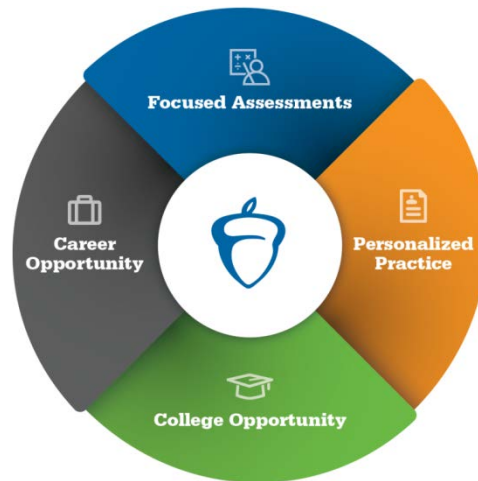 Focused Assessments
Career
Opportunity
Personalized
Practice
College Opportunity